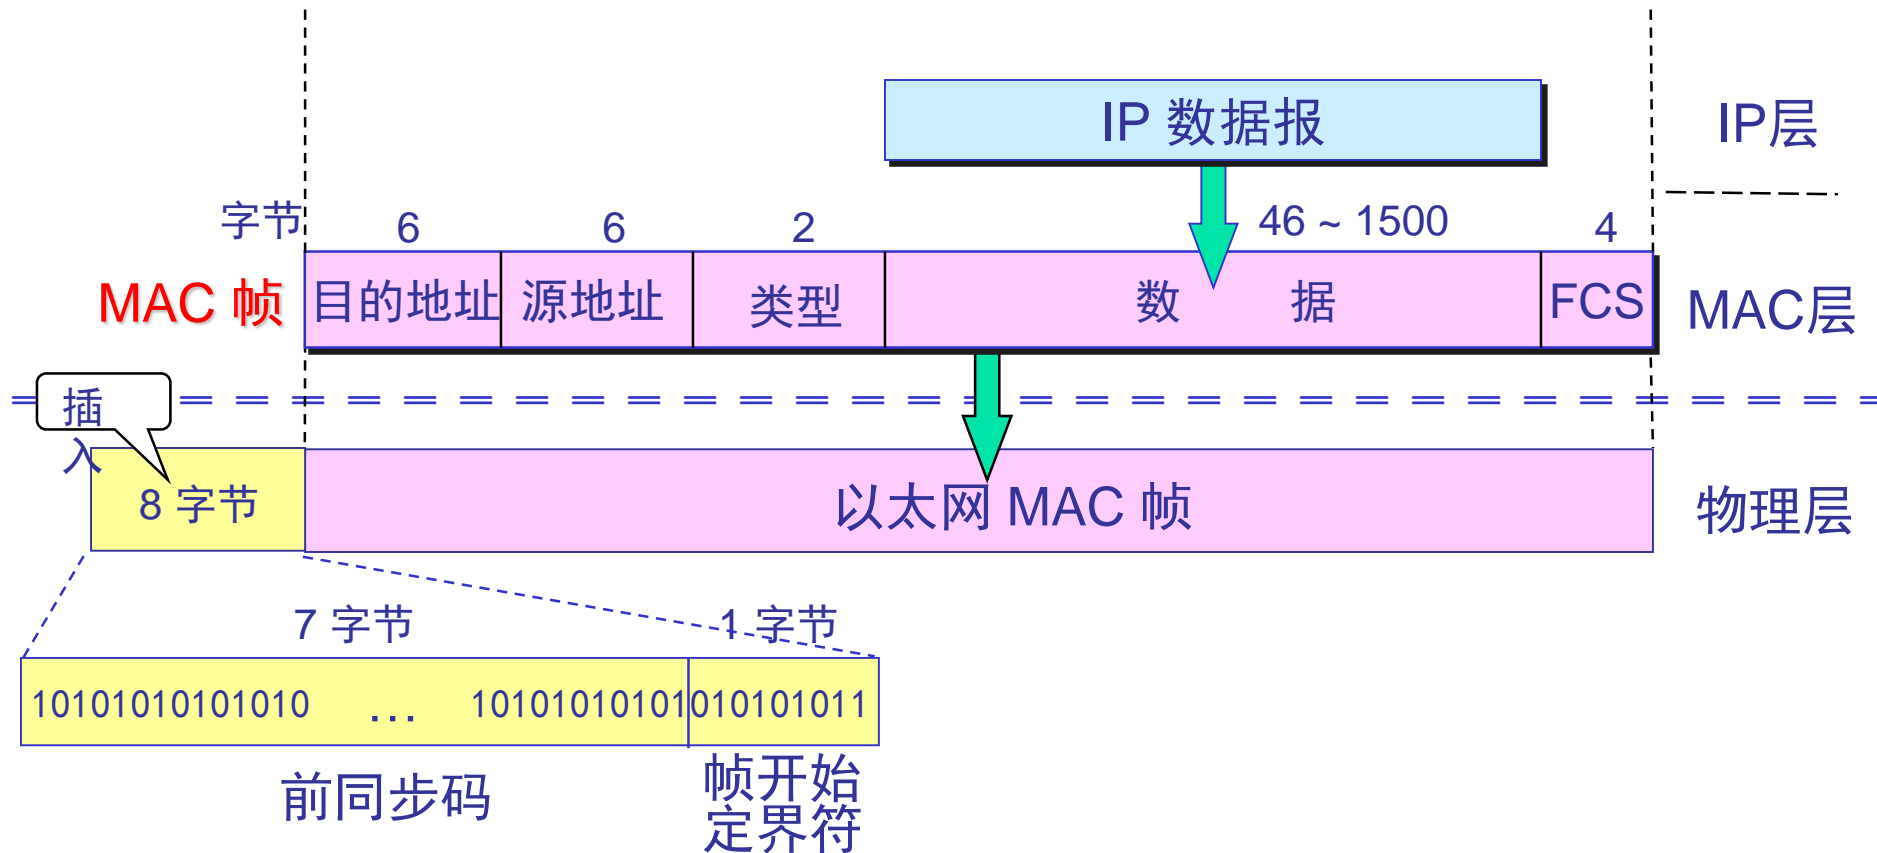 IP 数据报
IP层
字节
6
6
2
46 ~ 1500
4
MAC 帧
目的地址
源地址
类型
数 据
FCS
MAC层
插
入
8 字节
以太网 MAC 帧
物理层
7 字节
1 字节
10101010101010 … 10101010101010101011
前同步码
帧开始
定界符